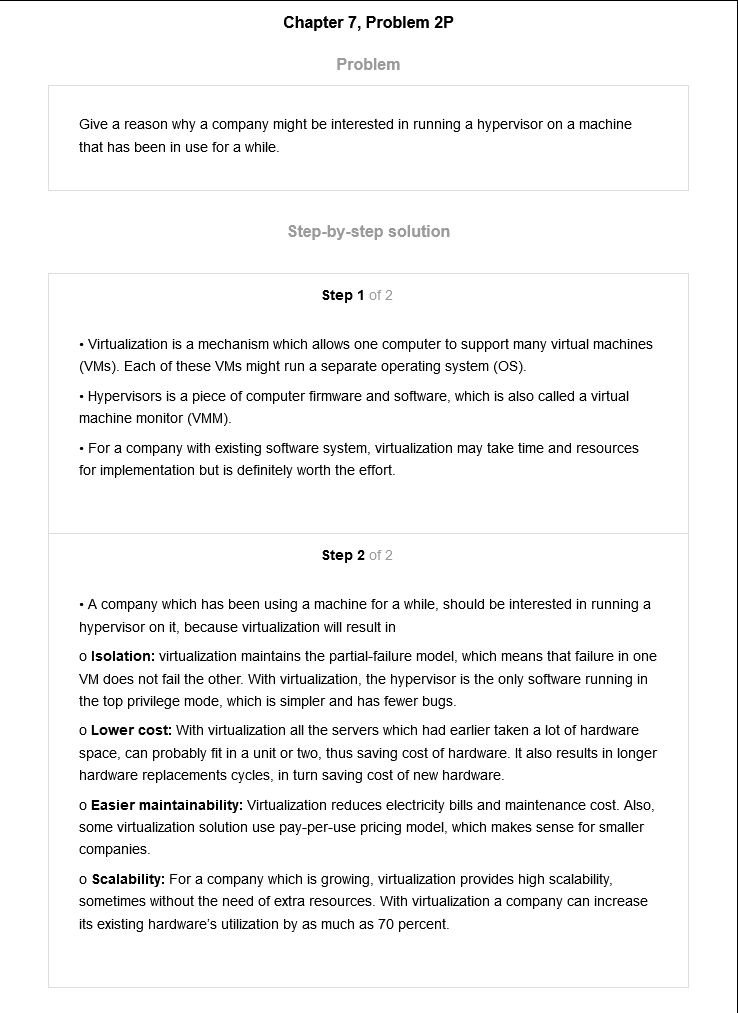 Chapter 7, Problem 2P
Problem
Give a reason why a company might be interested in running a hypervisor on a machine
that has been in use for a while.
Step-by-step solution
Step 1 of 2
• Virtualization is a mechanism which allows one computer to support many virtual machines
(VMs). Each of these VMs might run a separate operating system (OS).
• Hypervisors is a piece of computer firmware and software, which is also called a virtual
machine monitor (VMM).
• For a company with existing software system, virtualization may take time and resources
for implementation but is definitely worth the effort.
Step 2 of 2
• A company which has been using a machine for a while, should be interested in running a
hypervisor on it, because virtualization will result in
o Isolation: virtualization maintains the partial-failure model, which means that failure in one
VM does not fail the other. With virtualization, the hypervisor is the only software running in
the top privilege mode, which is simpler and has fewer bugs.
o Lower cost: With virtualization all the servers which had earlier taken a lot of hardware
space, can probably fit in a unit or two, thus saving cost of hardware. It also results in longer
hardware replacements cycles, in turn saving cost of new hardware.
o Easier maintainability: Virtualization reduces electricity bills and maintenance cost. Also,
some virtualization solution use pay-per-use pricing model, which makes sense for smaller
companies.
o Scalability: For a company which is growing, virtualization provides high scalability,
sometimes without the need of extra resources. With virtualization a company can increase
its existing hardware's utilization by as much as 70 percent.